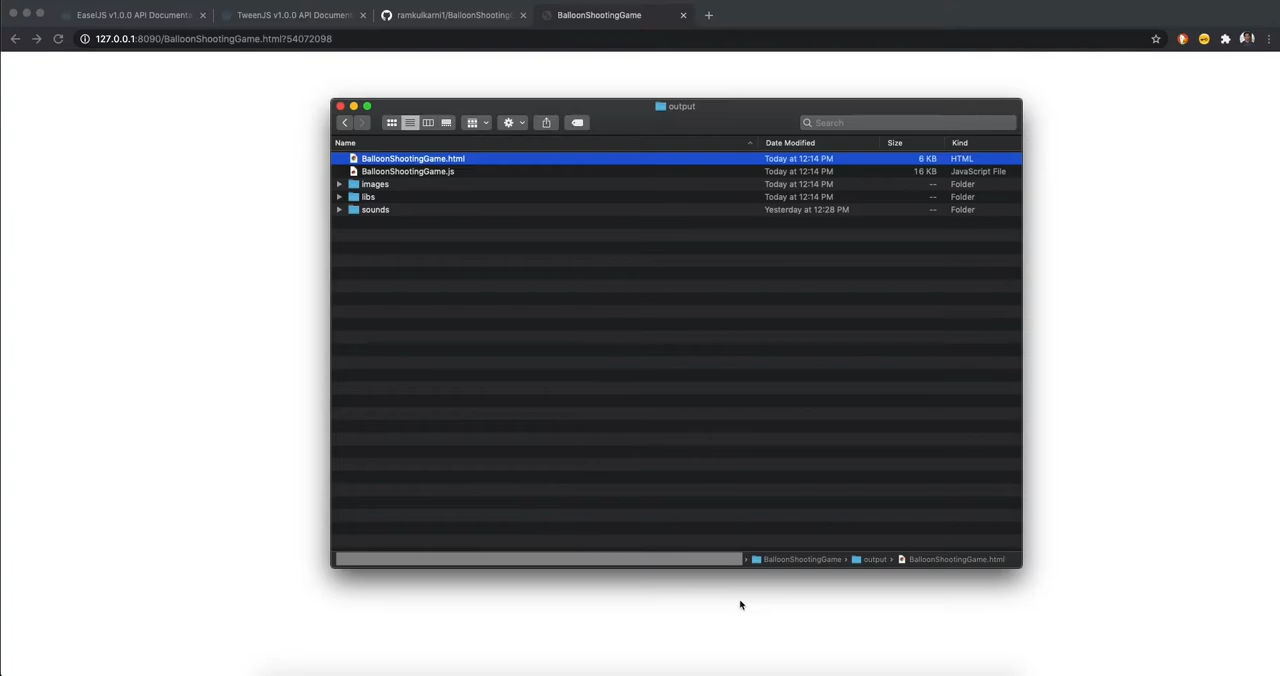 EaselJS v1.0.0 API Documenta
TweenJS v1.0.0 API Document
ramkulkarni1/BalloonShooting
BalloonShootingGame
127.0.0.1:8090/BalloonShootingGame.html?54072098
output
Search
Name Date Modified Size Kind
BalloonShootingGame.html Today at 12:14 PM 6 KB HTML
BalloonShootingGame.js Today at 12:14 PM 16 KB JavaScript File
images Today at 12:14 PM -- Folder
libs Today at 12:14 PM -- Folder
sounds Yesterday at 12:28 PM -- Folder
BalloonShootingGame › output › BalloonShootingGame.html